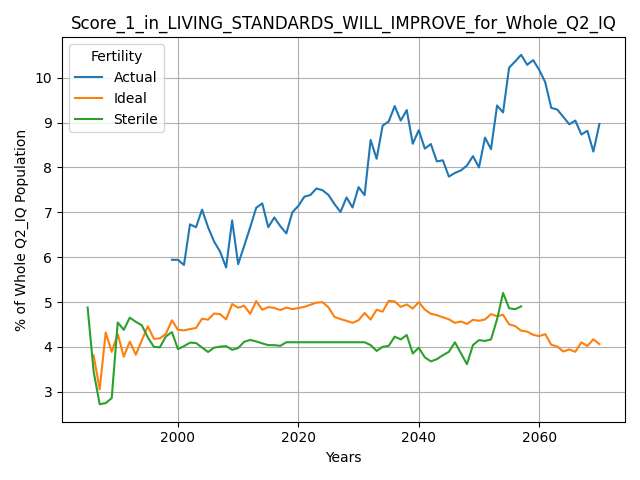 Score_1_in_LIVING_STANDARDS_WILL_IMPROVE_for_Whole_Q2_IQ
Fertility
Actual
Ideal
Sterile
% of Whole Q2_IQ Population
10
9
8
7
6
5
4
3
2000 2020 2040 2060
Years